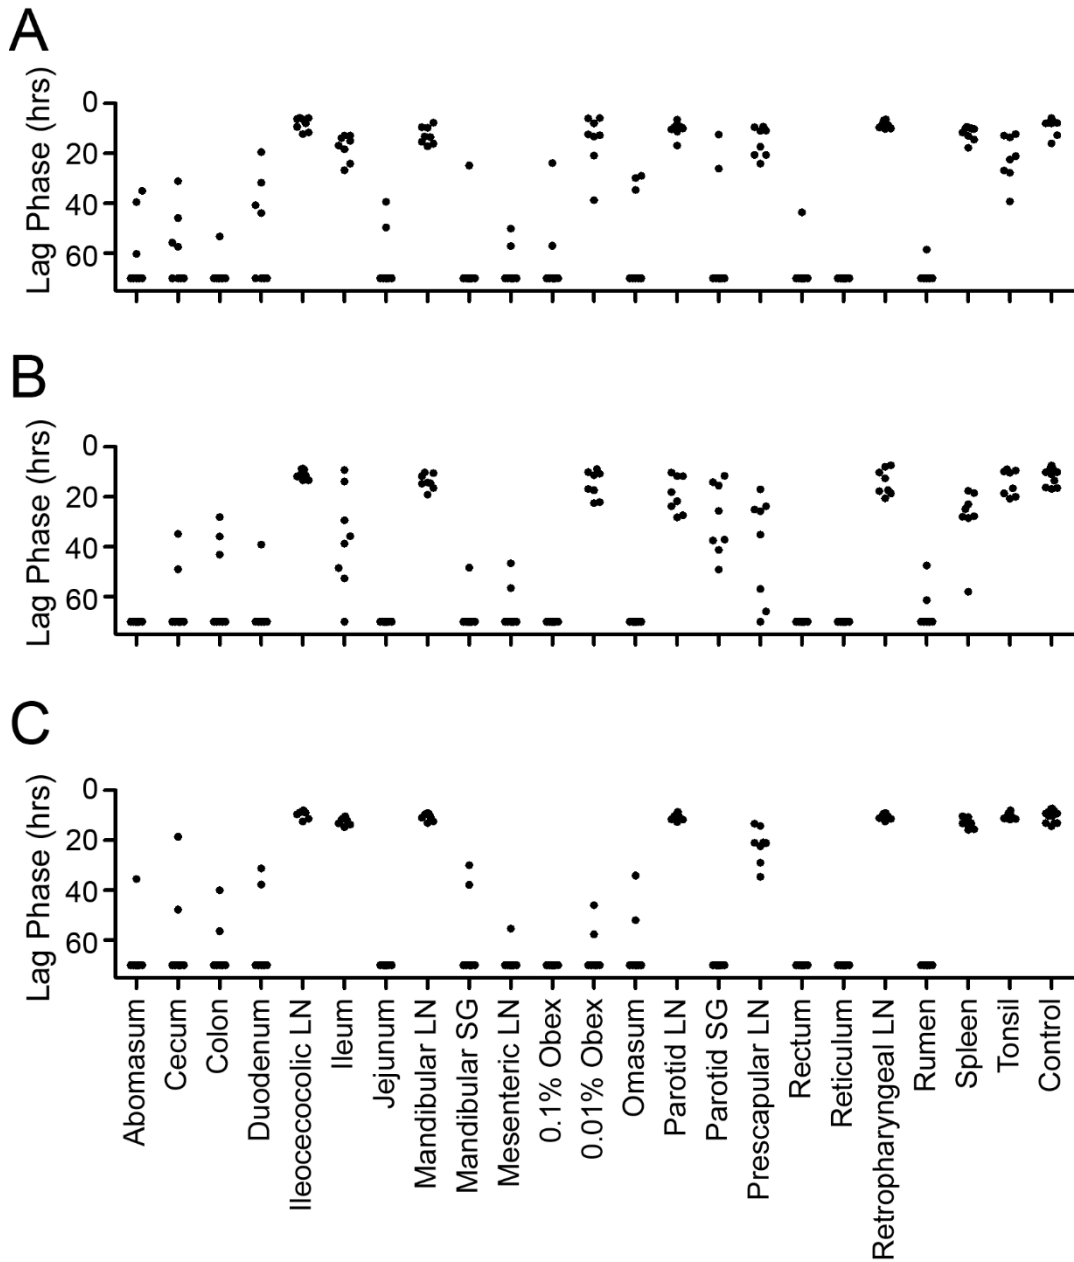 A
Lag Phase (hrs)
0
20
40
60
B
Lag Phase (hrs)
0
20
40
60
C
Lag Phase (hrs)
0
20
40
60
Abomasum
Cecum
Colon
Duodenum
Ileocecocolic LN
Ileum
Jejunum
Mandibular LN
Mandibular SG
Mesenteric LN
0.1% Obex
0.01% Obex
Omasum
Parotid LN
Parotid SG
Prescapular LN
Rectum
Reticulum
Retropharyngeal LN
Rumen
Spleen
Tonsil
Control